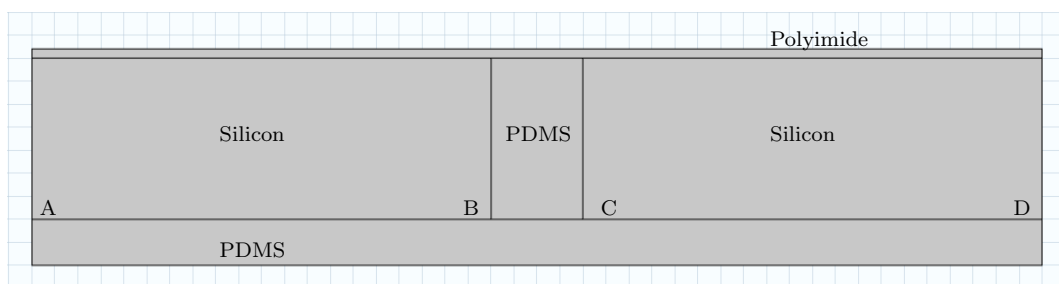 Polyimide
Silicon PDMS Silicon
A B C D
PDMS